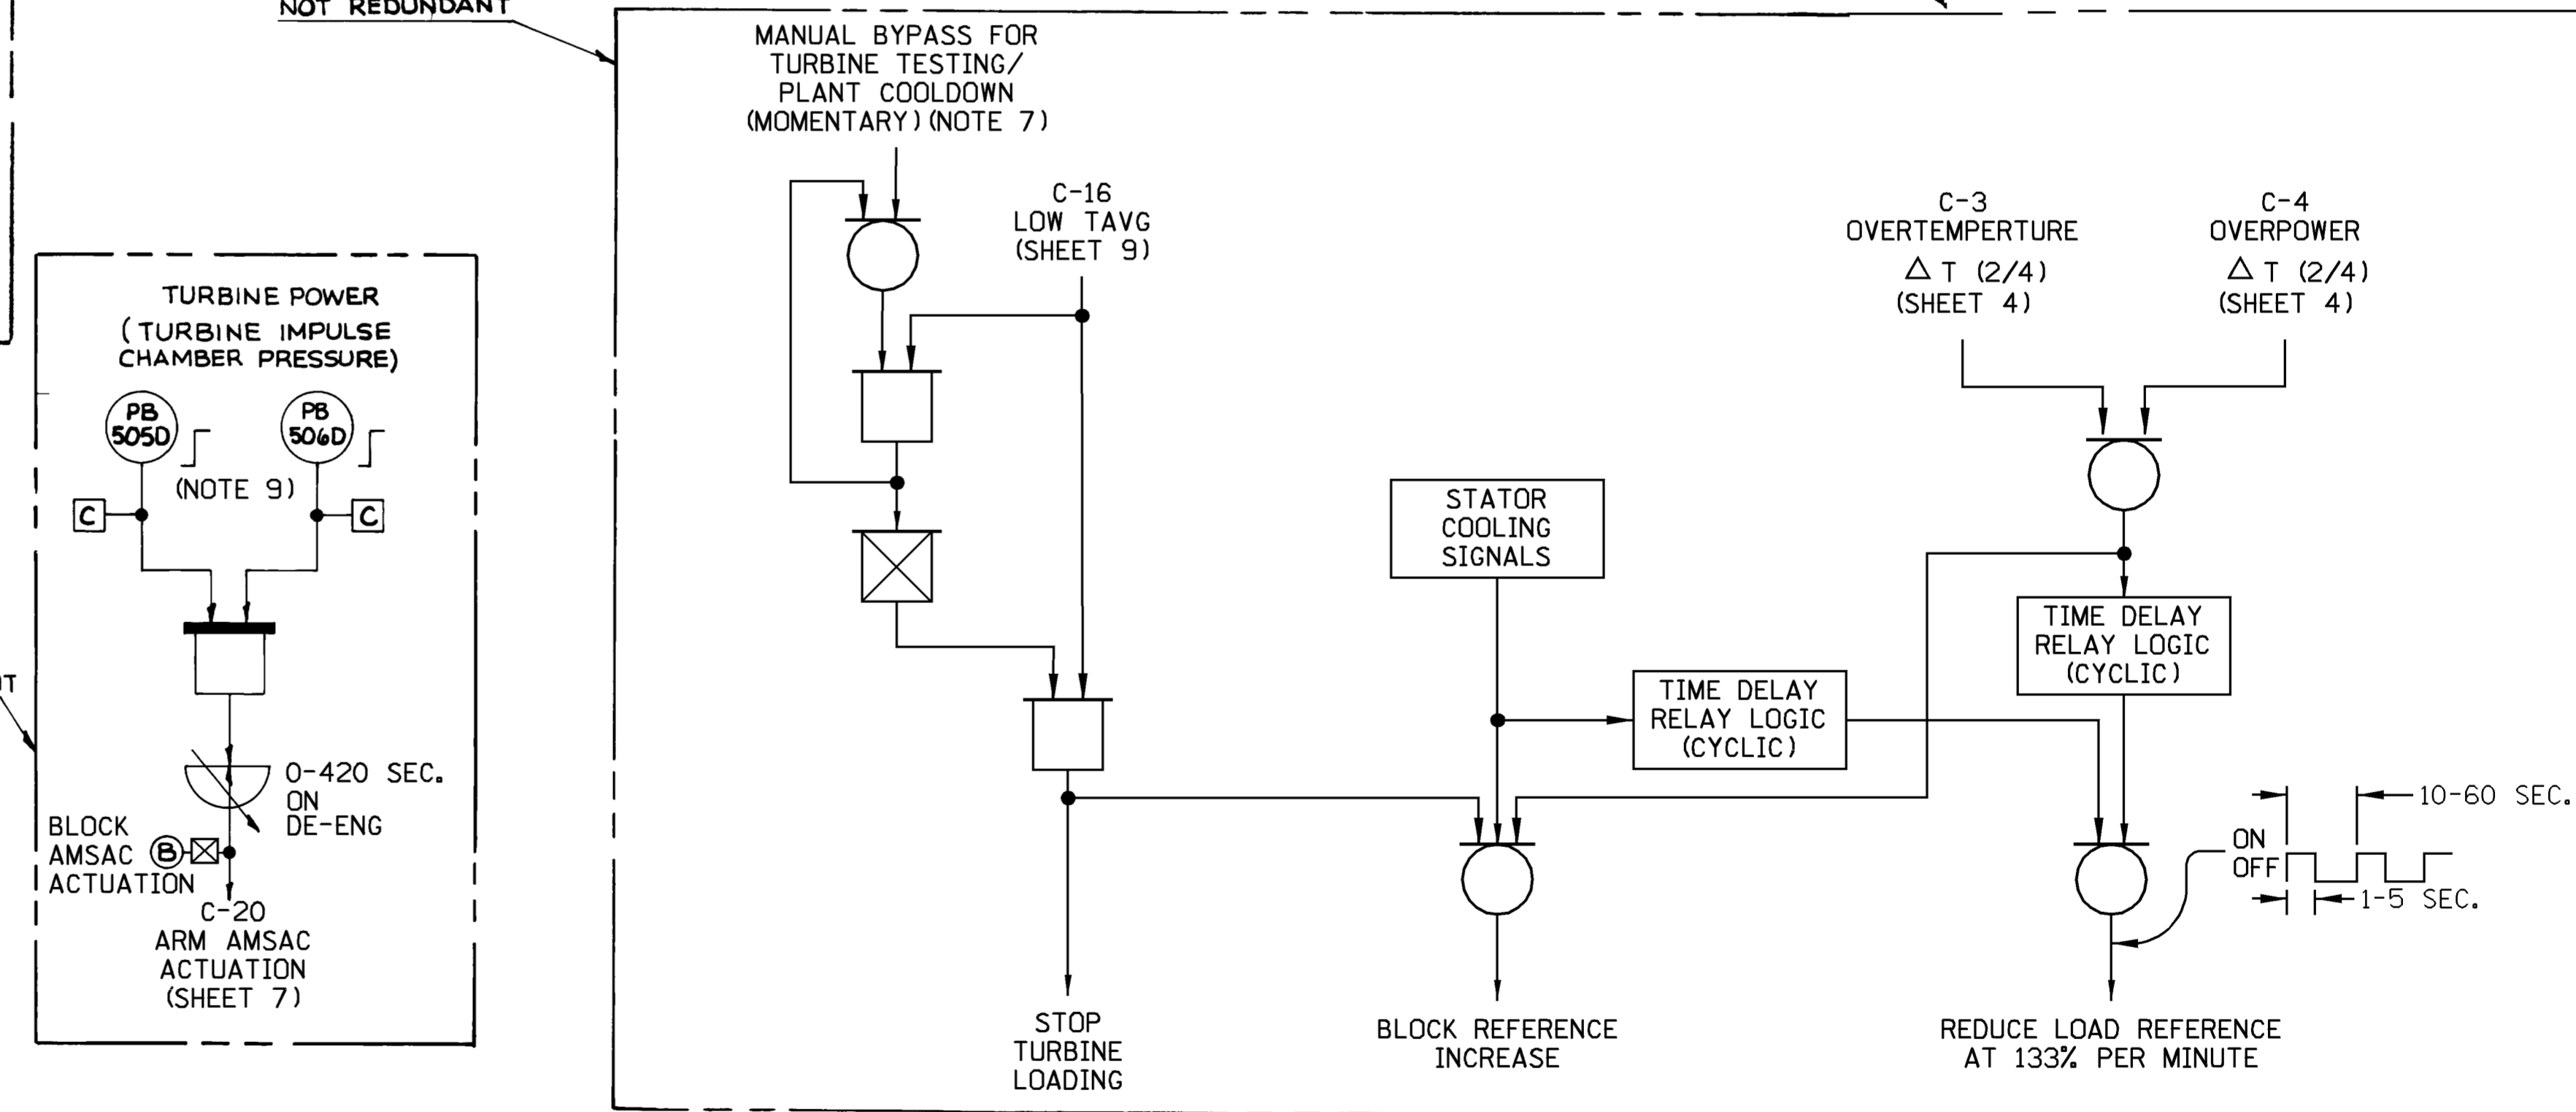 NOT REDUNDANT
MANUAL BYPASS FOR
TURBINE TESTING/
PLANT COOLDOWN
(MOMENTARY)(NOTE 7)
C-16
LOW TAVG
(SHEET 9)
C-3
OVERTEMPERTURE
△ T (2/4)
(SHEET 4)
C-4
OVERPOWER
△ T (2/4)
(SHEET 4)
TURBINE POWER
(TURBINE IMPULSE
CHAMBER PRESSURE)
PB
505D
PB
506D
(NOTE 9)
C
C
0-420 SEC.
ON
DE-ENG
BLOCK
AMSAC
ACTUATION
B
C-20
ARM AMSAC
ACTUATION
(SHEET 7)
STATOR
COOLING
SIGNALS
TIME DELAY
RELAY LOGIC
(CYCLIC)
TIME DELAY
RELAY LOGIC
(CYCLIC)
10-60 SEC.
ON
OFF
1-5 SEC.
STOP
TURBINE
LOADING
BLOCK REFERENCE
INCREASE
REDUCE LOAD REFERENCE
AT 133% PER MINUTE